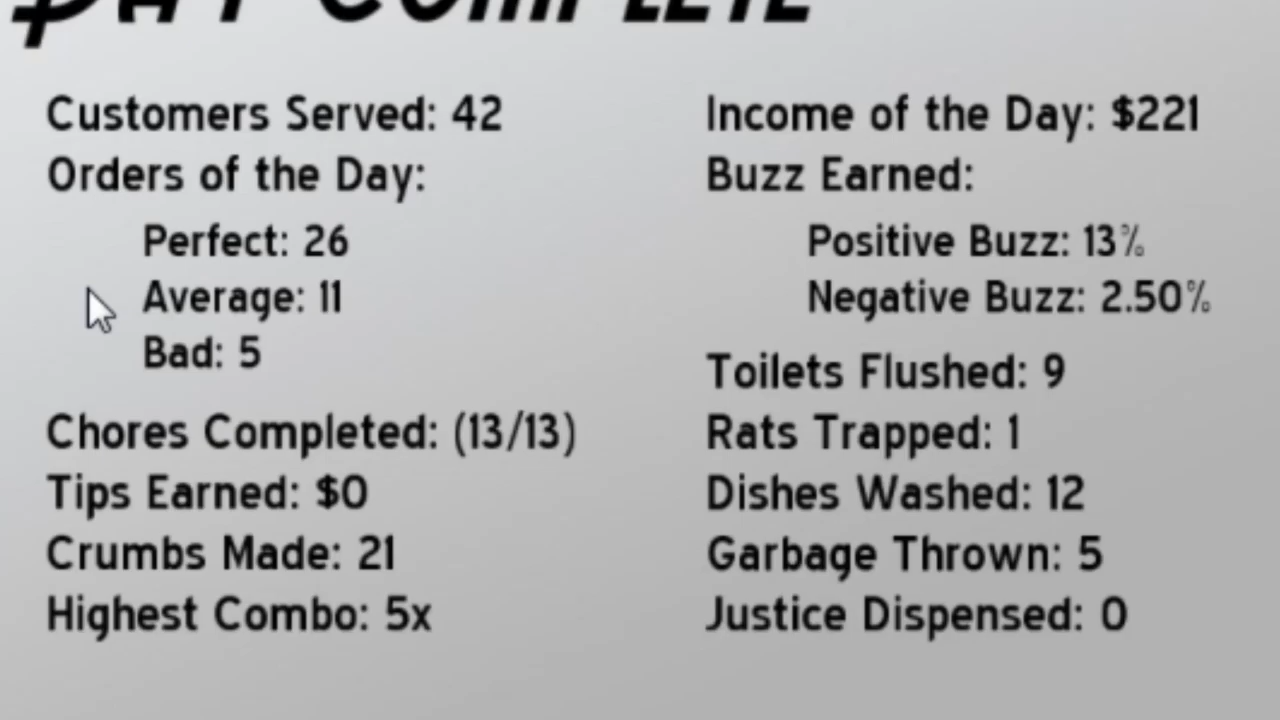 DAY COMPLETE
Customers Served: 42
Orders of the Day:
Perfect: 26
Average: 11
Bad: 5
Chores Completed: (13/13)
Tips Earned: $0
Crumbs Made: 21
Highest Combo: 5x
Income of the Day: $221
Buzz Earned:
Positive Buzz: 13%
Negative Buzz: 2.50%
Toilets Flushed: 9
Rats Trapped: 1
Dishes Washed: 12
Garbage Thrown: 5
Justice Dispensed: 0